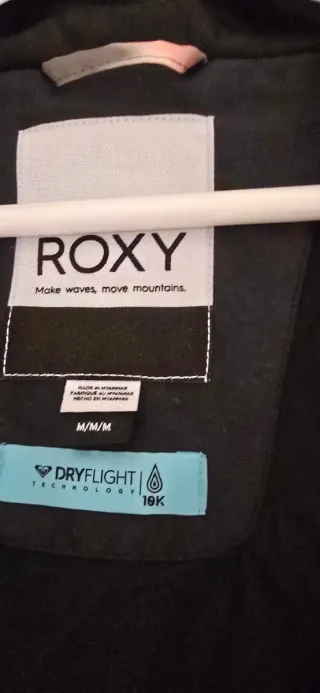 ROXY
Make waves, move mountains.
MADE IN MYANMAR
FABRIQUÉ AU MYANMAR
HECHO EN MYANMAR
M/M/M
DRYFLIGHT
TECHNOLOGY
10K